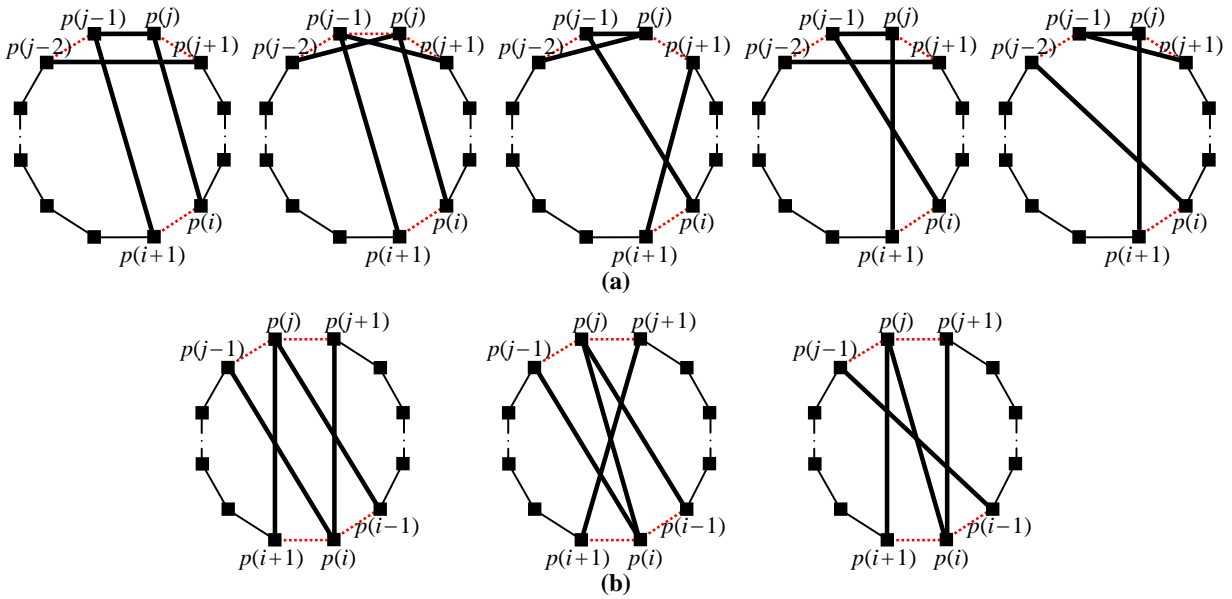 p(j−1) p(j) p(j−1) p(j) p(j−1) p(j) p(j−1) p(j) p(j−1) p(j)
p(j−2) p(j+1) p(j−2) p(j+1) p(j−2) p(j+1) p(j−2) p(j+1) p(j−2) p(j+1)
p(i) p(i) p(i) p(i) p(i)
p(i+1) p(i+1) p(i+1) p(i+1) p(i+1)
(a)
p(j) p(j+1) p(j) p(j+1) p(j) p(j+1)
p(j−1) p(j−1) p(j−1)
p(i−1) p(i−1) p(i−1)
p(i+1) p(i) p(i+1) p(i) p(i+1) p(i)
(b)